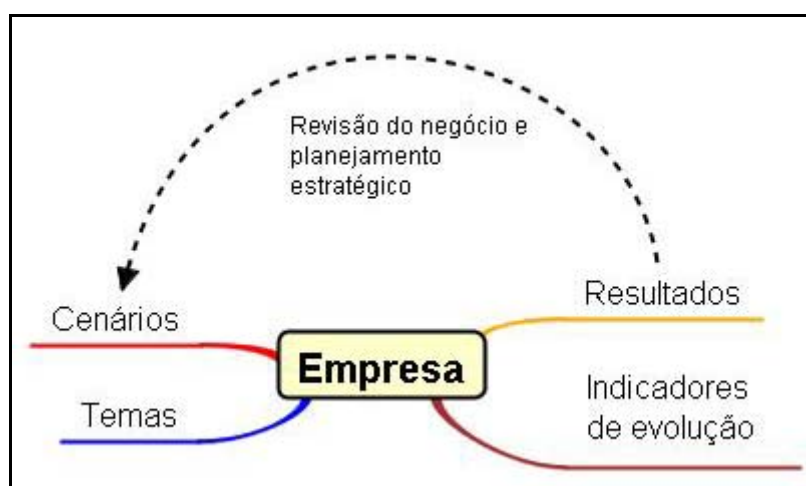 Revisão do negócio e
planejamento
estratégico
Cenários
Resultados
Empresa
Temas
Indicadores
de evolução